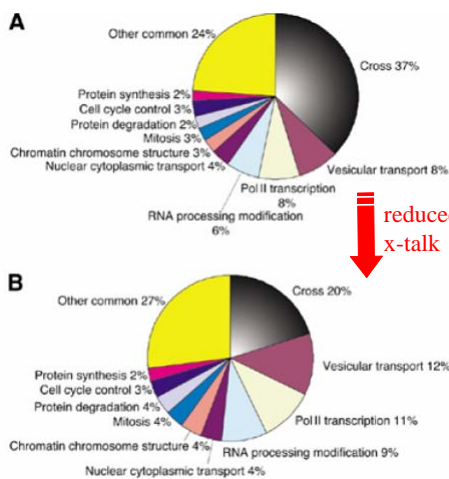 A
Other common 24%
Cross 37%
Protein synthesis 2%
Cell cycle control 3%
Protein degradation 2%
Mitosis 3%
Chromatin chromosome structure 3%
Nuclear cytoplasmic transport 4%
Vesicular transport 8%
Pol II transcription
8%
RNA processing modification
6%
reduced
x-talk
B
Other common 27%
Cross 20%
Vesicular transport 12%
Protein synthesis 2%
Cell cycle control 3%
Protein degradation 4%
Mitosis 4%
Pol II transcription 11%
Chromatin chromosome structure 4%
RNA processing modification 9%
Nuclear cytoplasmic transport 4%